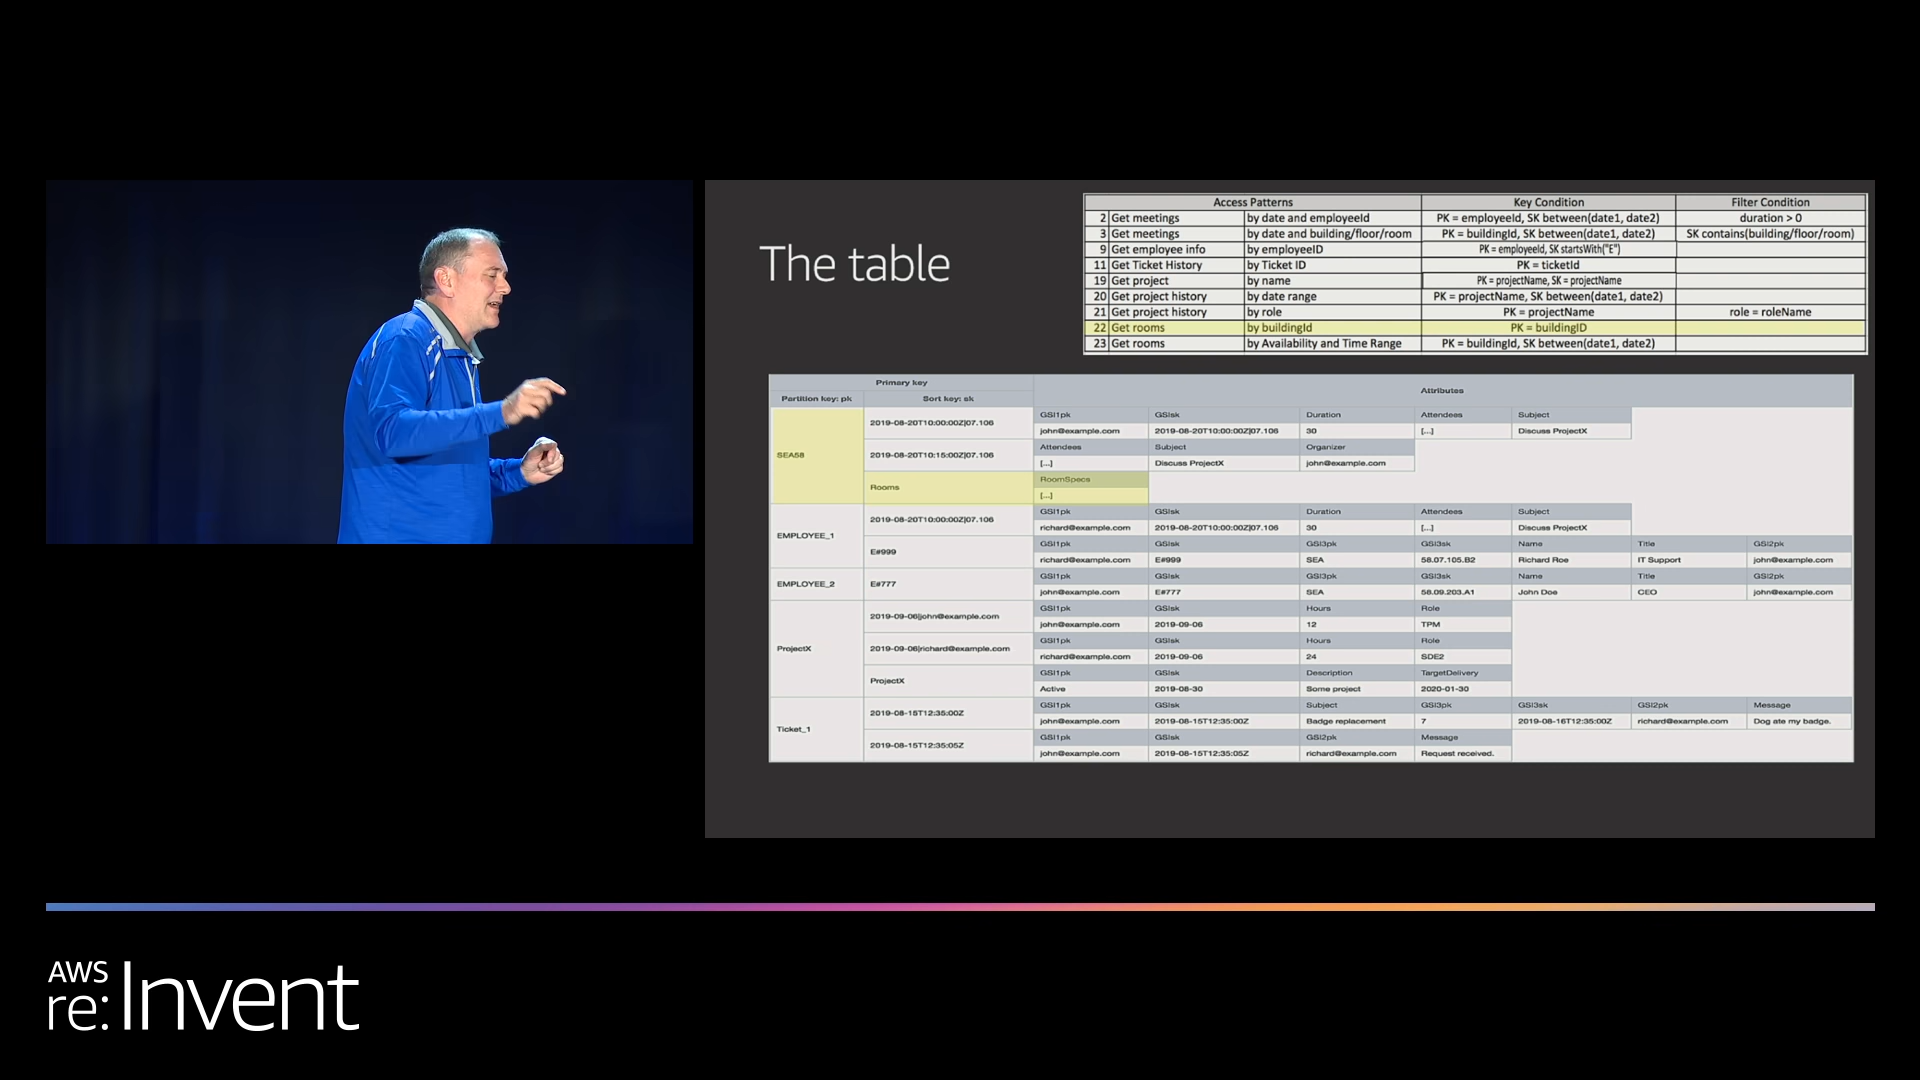 The table
Access Patterns Key Condition Filter Condition
2 Get meetings by date and employeeId PK = employeeId, SK between(date1, date2) duration > 0
3 Get meetings by date and building/floor/room PK = buildingId, SK between(date1, date2) SK contains(building/floor/room)
9 Get employee info by employeeID PK = employeeId, SK startsWith("E")
11 Get Ticket History by Ticket ID PK = ticketId
19 Get project by name PK = projectName, SK = projectName
20 Get project history by date range PK = projectName, SK between(date1, date2)
21 Get project history by role PK = projectName role = roleName
22 Get rooms by buildingId PK = buildingID
23 Get rooms by Availability and Time Range PK = buildingId, SK between(date1, date2)
Primary key Attributes
Partition key: pk Sort key: sk
SEA58 2019-08-20T10:00:00Z|07.106 GSI1pk GSIsk Duration Attendees Subject
john@example.com 2019-08-20T10:00:00Z|07.106 30 [...] Discuss ProjectX
2019-08-20T10:15:00Z|07.106 Attendees Subject Organizer
[...] Discuss ProjectX john@example.com
Rooms RoomSpecs
[...]
EMPLOYEE_1 2019-08-20T10:00:00Z|07.106 GSI1pk GSIsk Duration Attendees Subject
richard@example.com 2019-08-20T10:00:00Z|07.106 30 [...] Discuss ProjectX
E#999 GSI1pk GSIsk GSI3pk GSI3sk Name Title GSI2pk
richard@example.com E#999 SEA 58.07.105.B2 Richard Roe IT Support john@example.com
EMPLOYEE_2 E#777 GSI1pk GSIsk GSI3pk GSI3sk Name Title GSI2pk
john@example.com E#777 SEA 58.09.203.A1 John Doe CEO john@example.com
ProjectX 2019-09-06|john@example.com GSI1pk GSIsk Hours Role
john@example.com 2019-09-06 12 TPM
2019-09-06|richard@example.com GSI1pk GSIsk Hours Role
richard@example.com 2019-09-06 24 SDE2
ProjectX GSI1pk GSIsk Description TargetDelivery
Active 2019-08-30 Some project 2020-01-30
Ticket_1 2019-08-15T12:35:00Z GSI1pk GSIsk Subject GSI3pk GSI3sk GSI2pk Message
john@example.com 2019-08-15T12:35:00Z Badge replacement 7 2019-08-16T12:35:00Z richard@example.com Dog ate my badge.
2019-08-15T12:35:05Z GSI1pk GSIsk GSI2pk Message
john@example.com 2019-08-15T12:35:05Z richard@example.com Request received.
AWS
re:Invent